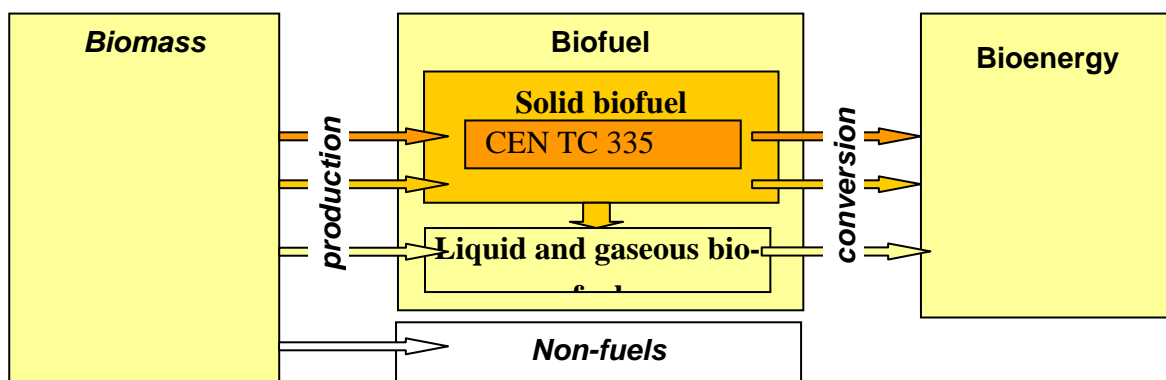 Biomass
production
Biofuel
Solid biofuel
CEN TC 335
Liquid and gaseous bio-
Non-fuels
conversion
Bioenergy